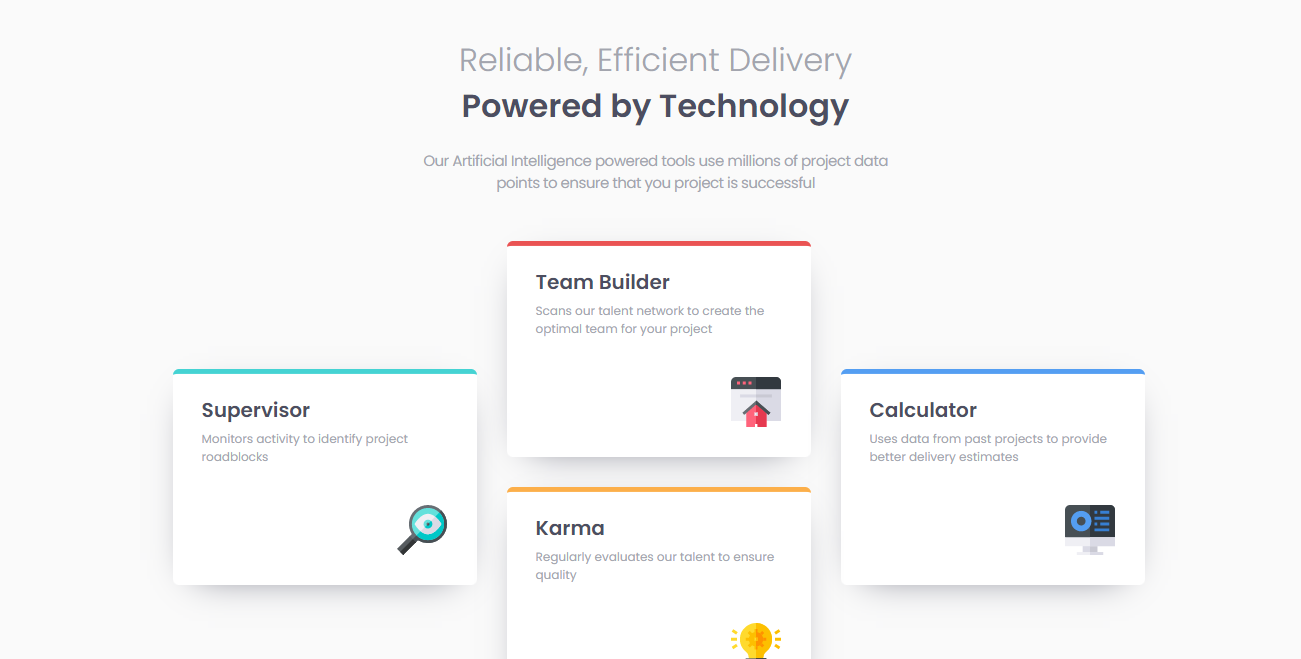 Reliable, Efficient Delivery
Powered by Technology
Our Artificial Intelligence powered tools use millions of project data
points to ensure that you project is successful
Team Builder
Scans our talent network to create the
optimal team for your project
Supervisor
Monitors activity to identify project
roadblocks
Calculator
Uses data from past projects to provide
better delivery estimates
Karma
Regularly evaluates our talent to ensure
quality